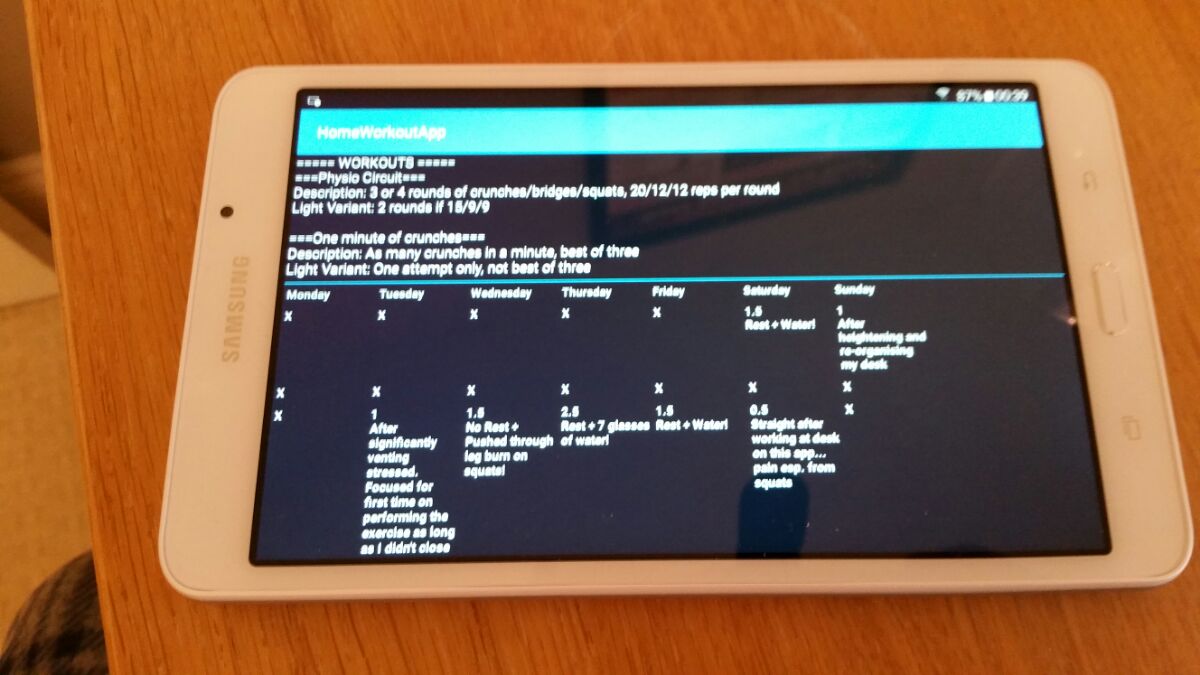 87% 00:39
HomeWorkoutApp
===== WORKOUTS =====
===Physio Circuit===
Description: 3 or 4 rounds of crunches/bridges/squats, 20/12/12 reps per round
Light Variant: 2 rounds if 15/9/9
===One minute of crunches===
Description: As many crunches in a minute, best of three
Light Variant: One attempt only, not best of three
Monday Tuesday Wednesday Thursday Friday Saturday Sunday
X X X X X 1.5 1
Rest + Water! After
heightening and
re-organising
my desk
X X X X X X X
X 1 1.5 2.5 1.5 0.5 X
After
significantly
venting
stressed.
Focused for
first time on
performing the
exercise as long
as I didn't close
No Rest +
Pushed through
leg burn on
squats!
Rest + 7 glasses
of water!
Rest + Water!
Straight after
working at desk
on this app...
pain esp. from
squats
SAMSUNG